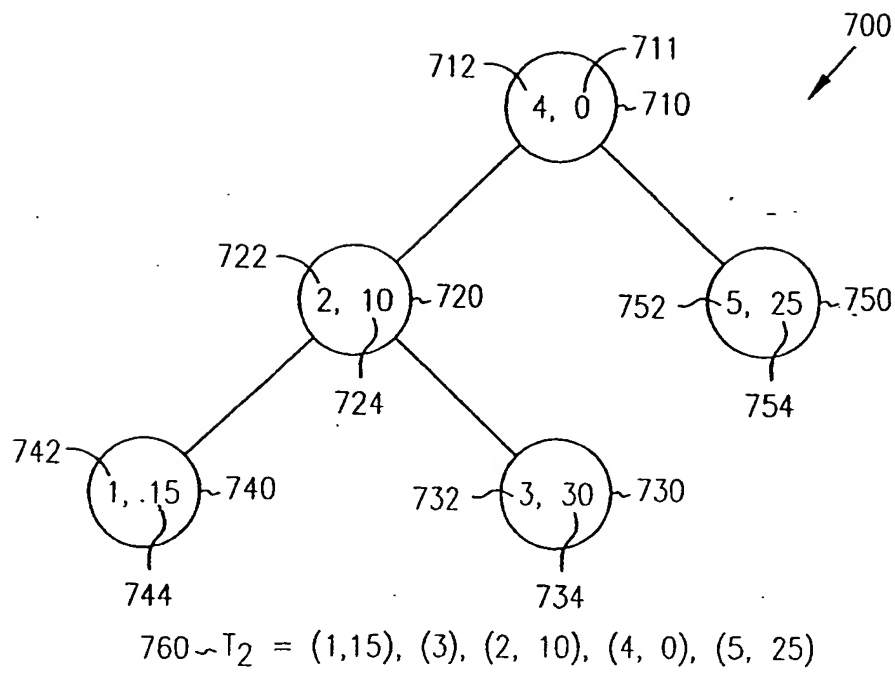 700
712 711
4, 0 710
722
2, 10 720
752 5, 25 750
724
754
742
1, .15 740
732 3, 30 730
744
734
760 T2 = (1,15), (3), (2, 10), (4, 0), (5, 25)